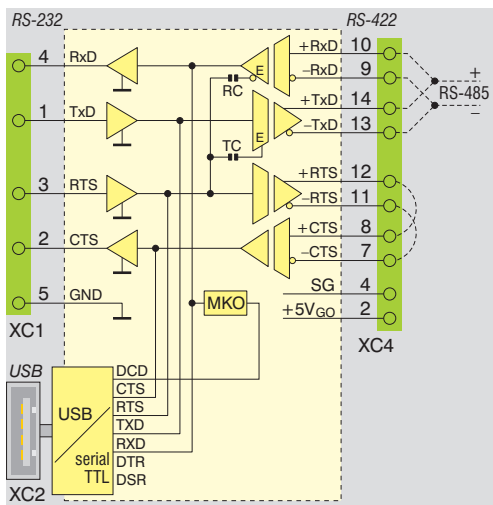 RS-232
RS-422
4 RxD
E
+RxD 10
RC
−RxD 9
+
RS-485
−
1 TxD
+TxD 14
E
−TxD 13
TC
3 RTS
+RTS 12
−RTS 11
2 CTS
+CTS 8
−CTS 7
5 GND
SG 4
MKO
+5VGO 2
XC1
XC4
USB
DCD
CTS
RTS
USB
TXD
RXD
serial
DTR
TTL
DSR
XC2